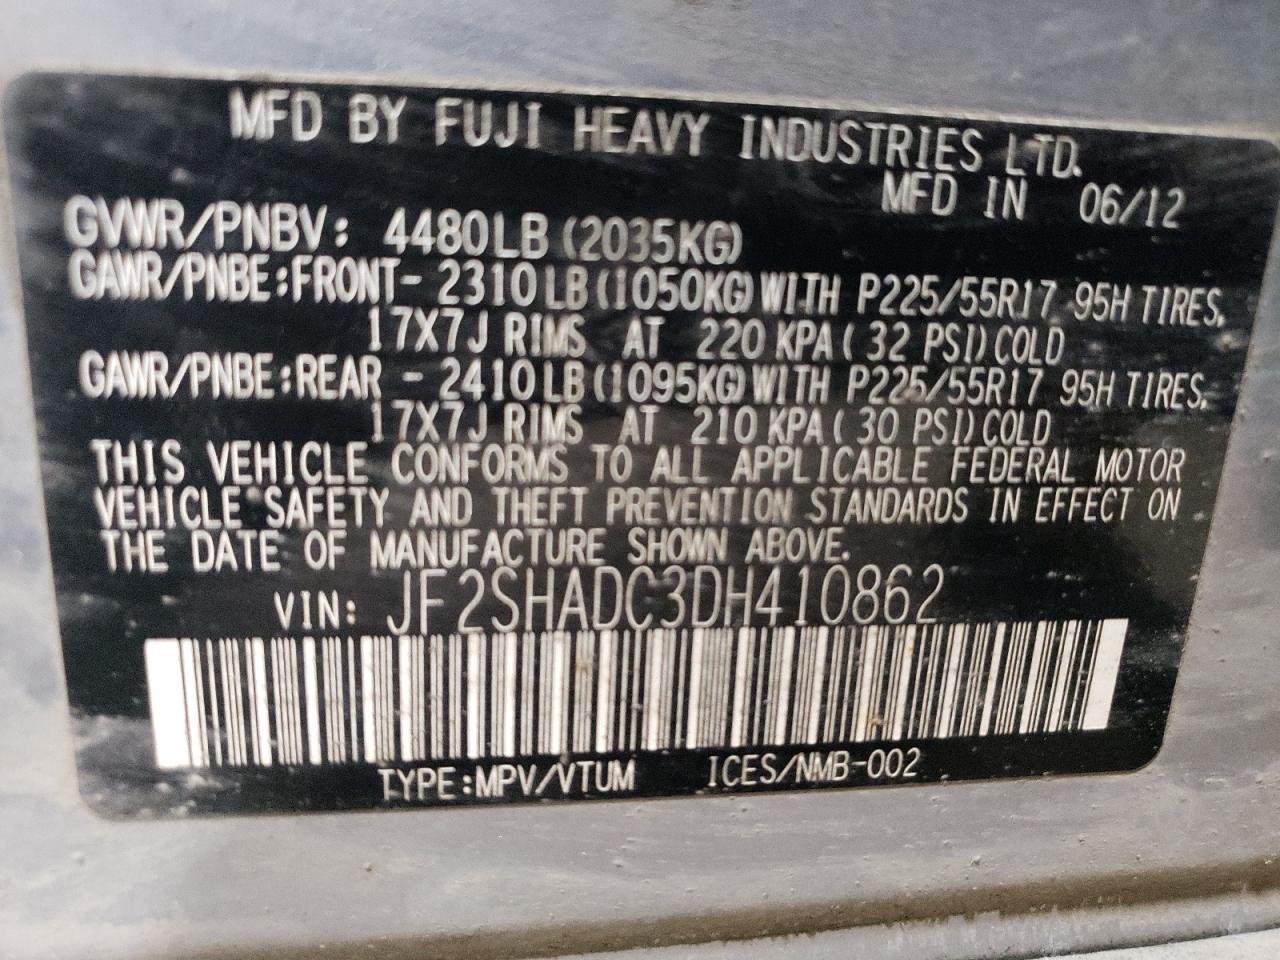 MFD BY FUJI HEAVY INDUSTRIES LTD.
MFD IN 06/12
GVWR/PNBV: 4480LB (2035KG)
GAWR/PNBE:FRONT- 2310LB(1050KG)WITH P225/55R17 95H TIRES,
17X7J RIMS AT 220 KPA( 32 PSI)COLD
GAWR/PNBE:REAR - 2410LB(1095KG)WITH P225/55R17 95H TIRES,
17X7J RIMS AT 210 KPA( 30 PSI)COLD
THIS VEHICLE CONFORMS TO ALL APPLICABLE FEDERAL MOTOR
VEHICLE SAFETY AND THEFT PREVENTION STANDARDS IN EFFECT ON
THE DATE OF MANUFACTURE SHOWN ABOVE.
VIN: JF2SHADC3DH410862
TYPE:MPV/VTUM ICES/NMB-002